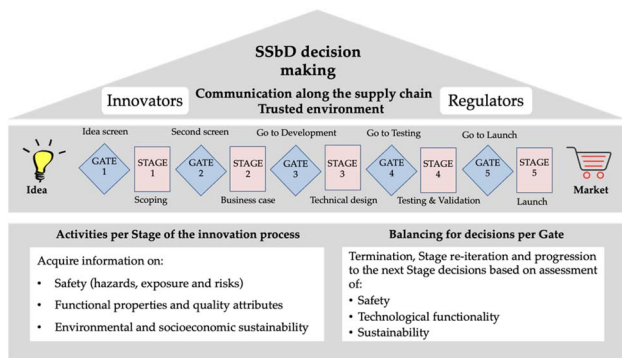 SSbD decision
making
Innovators
Communication along the supply chain
Trusted environment
Regulators
Idea screen
Second screen
Go to Development
Go to Testing
Go to Launch
Idea
GATE
1
STAGE
1
GATE
2
STAGE
2
GATE
3
STAGE
3
GATE
4
STAGE
4
GATE
5
STAGE
5
Market
Scoping
Business case
Technical design
Testing & Validation
Launch
Activities per Stage of the innovation process
Acquire information on:
• Safety (hazards, exposure and risks)
• Functional properties and quality attributes
• Environmental and socioeconomic sustainability
Balancing for decisions per Gate
Termination, Stage re-iteration and progression
to the next Stage decisions based on assessment
of:
• Safety
• Technological functionality
• Sustainability